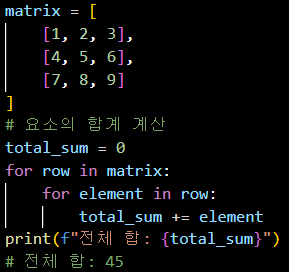 matrix = [
    [1, 2, 3],
    [4, 5, 6],
    [7, 8, 9]
]
# 요소의 합계 계산
total_sum = 0
for row in matrix:
    for element in row:
        total_sum += element
print(f"전체 합: {total_sum}")
# 전체 합: 45